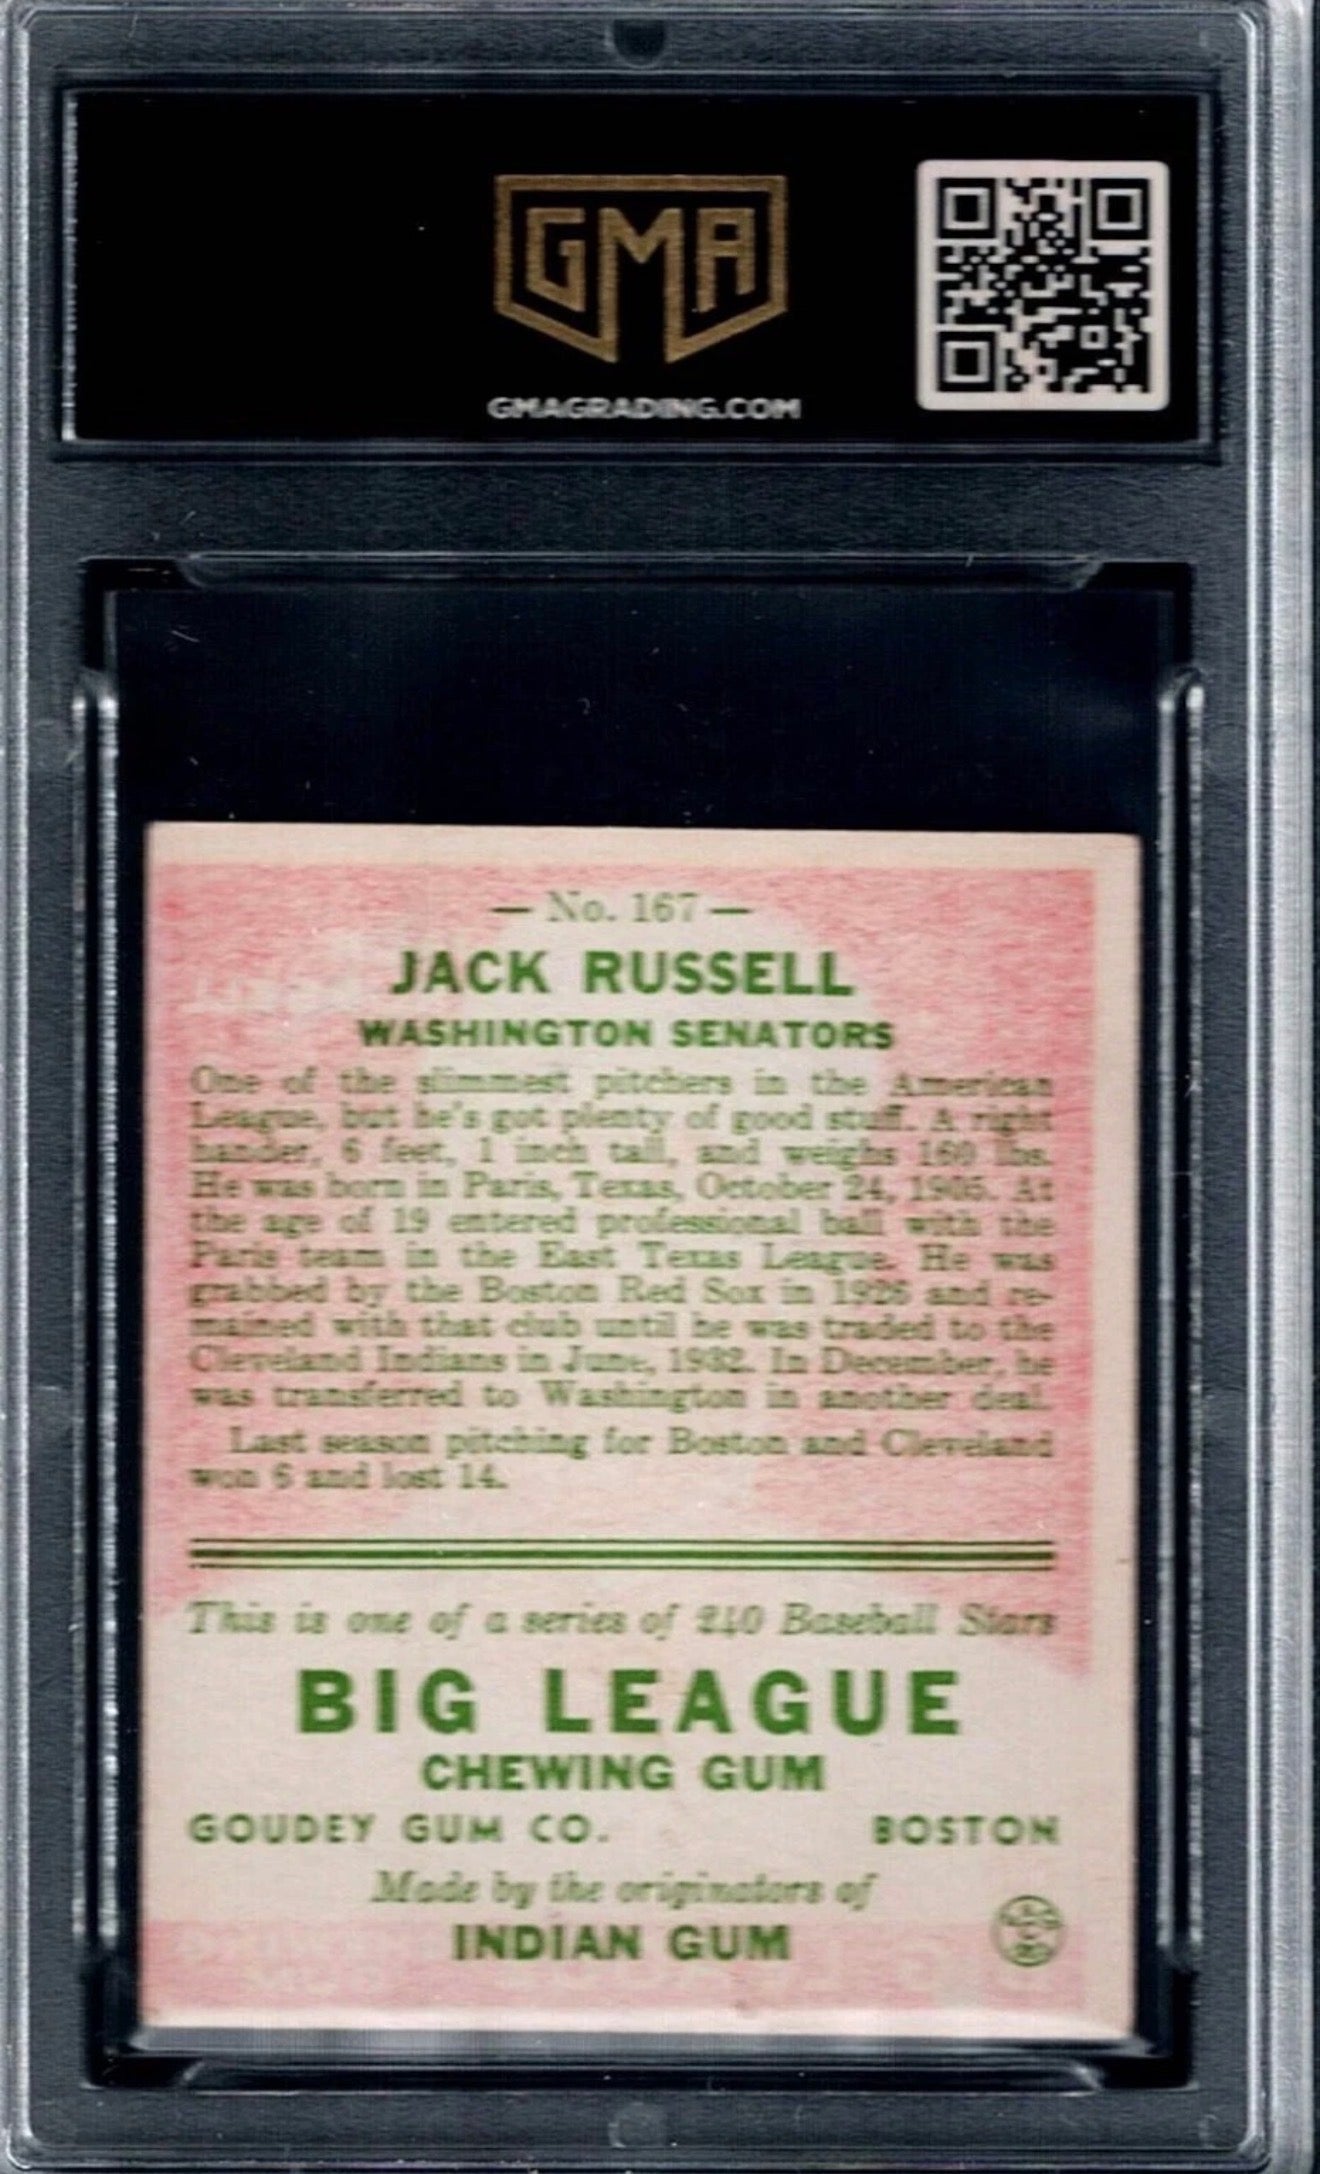 GMA
GMAGRADING.COM
— No. 167 —
JACK RUSSELL
WASHINGTON SENATORS
One of the slimmest pitchers in the American
League, but he's got plenty of good stuff. A right
hander, 6 feet, 1 inch tall, and weighs 160 lbs.
He was born in Paris, Texas, October 24, 1905. At
the age of 19 entered professional ball with the
Paris team in the East Texas League. He was
grabbed by the Boston Red Sox in 1926 and re-
mained with that club until he was traded to the
Cleveland Indians in June, 1932. In December, he
was transferred to Washington in another deal.
Last season pitching for Boston and Cleveland
won 6 and lost 14.
This is one of a series of 240 Baseball Stars
BIG LEAGUE
CHEWING GUM
GOUDEY GUM CO. BOSTON
Made by the originators of
INDIAN GUM